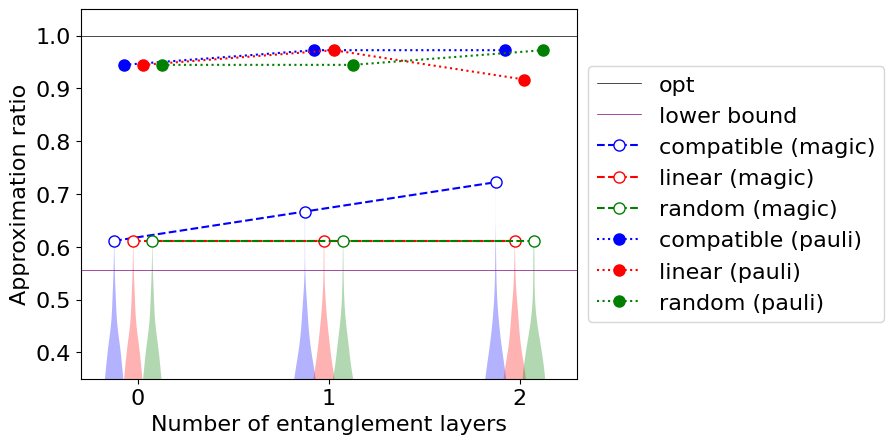 1.0
0.9
0.8
0.7
0.6
0.5
0.4
Approximation ratio
0 1 2
Number of entanglement layers
opt
lower bound
compatible (magic)
linear (magic)
random (magic)
compatible (pauli)
linear (pauli)
random (pauli)